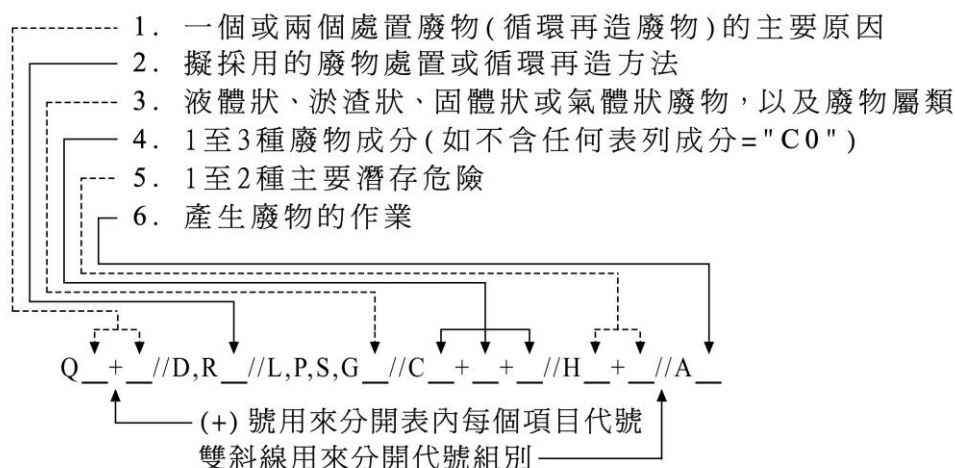 1. 一個或兩個處置廢物(循環再造廢物)的主要原因
2. 擬採用的廢物處置或循環再造方法
3. 液體狀、淤渣狀、固體狀或氣體狀廢物，以及廢物屬類
4. 1至3種廢物成分(如不含任何表列成分="C0")
5. 1至2種主要潛存危險
6. 產生廢物的作業
Q__+__//D,R__//L,P,S,G__//C__+__+__//H__+__//A__
(+) 號用來分開表內每個項目代號
雙斜線用來分開代號組別